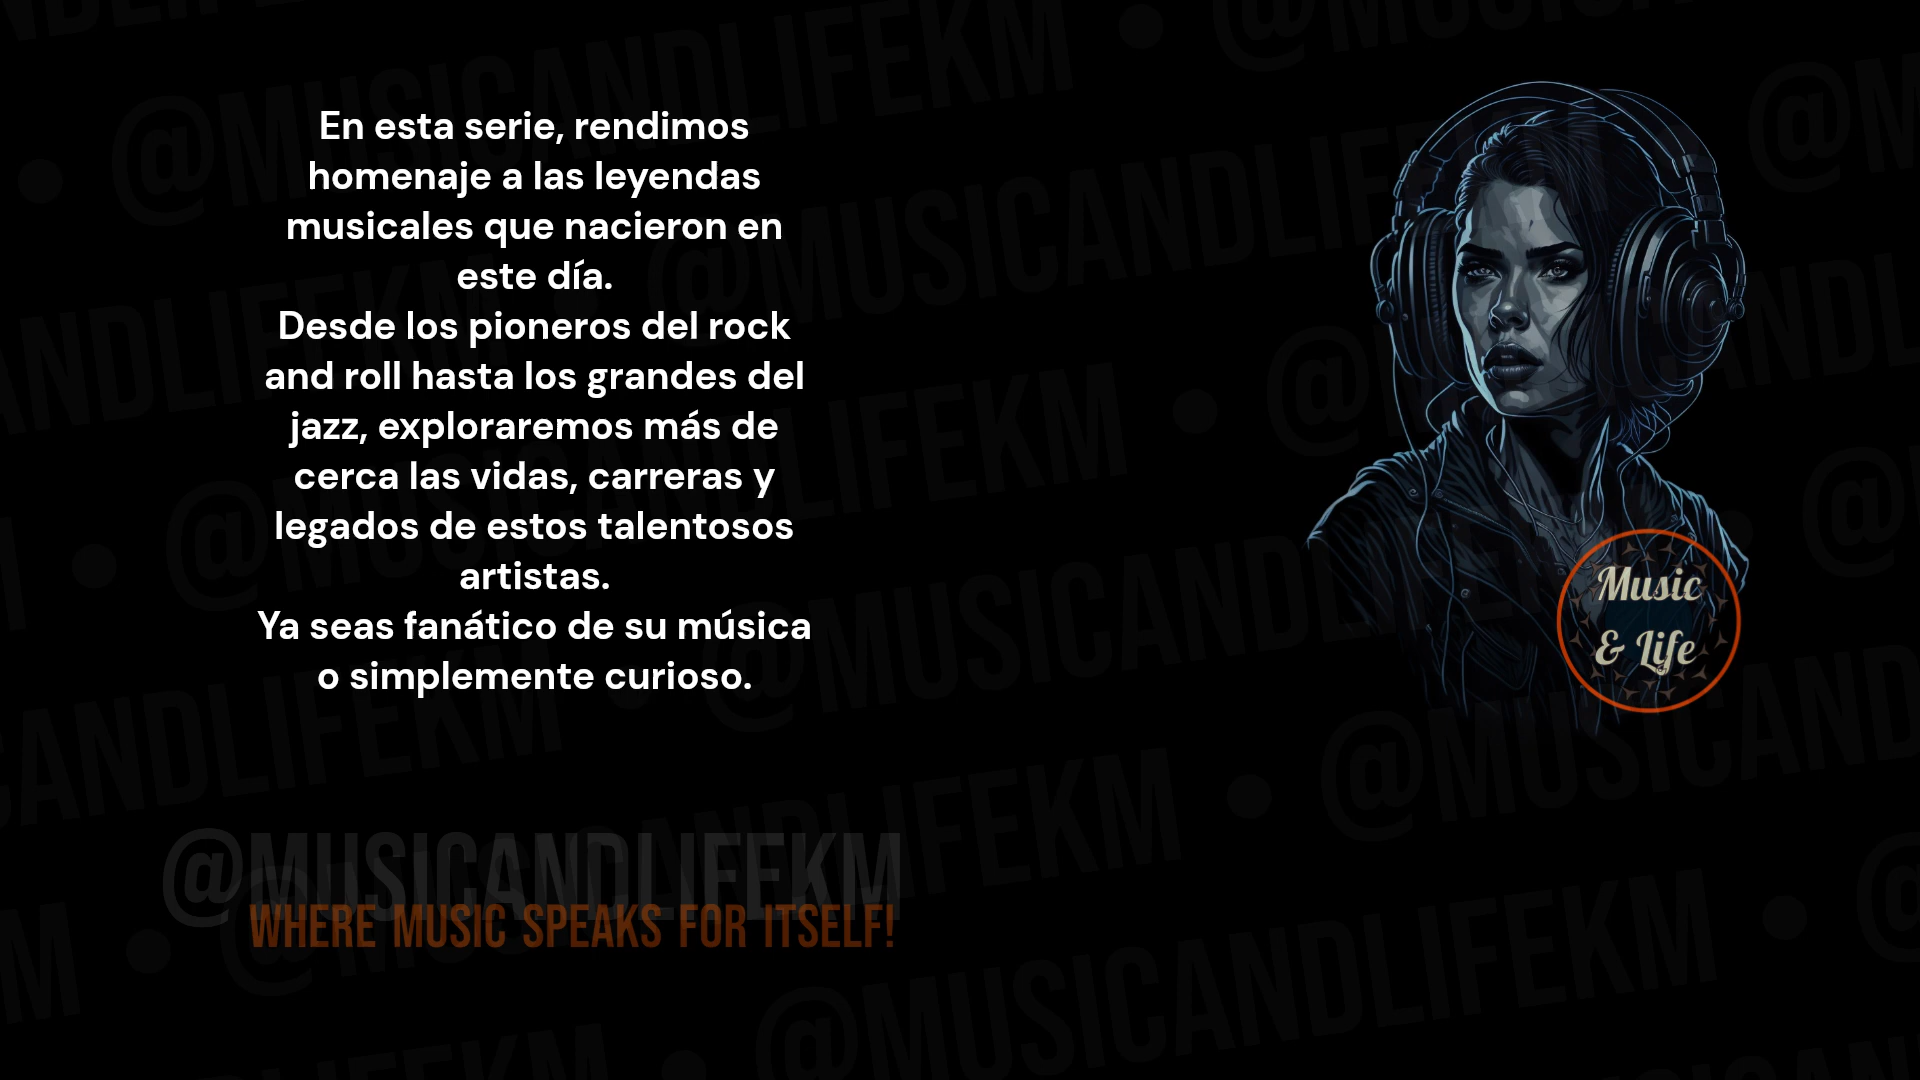 En esta serie, rendimos
homenaje a las leyendas
musicales que nacieron en
este día.
Desde los pioneros del rock
and roll hasta los grandes del
jazz, exploraremos más de
cerca las vidas, carreras y
legados de estos talentosos
artistas.
Ya seas fanático de su música
o simplemente curioso.
Music
& Life
@MUSICANDLIFEKM
WHERE MUSIC SPEAKS FOR ITSELF!